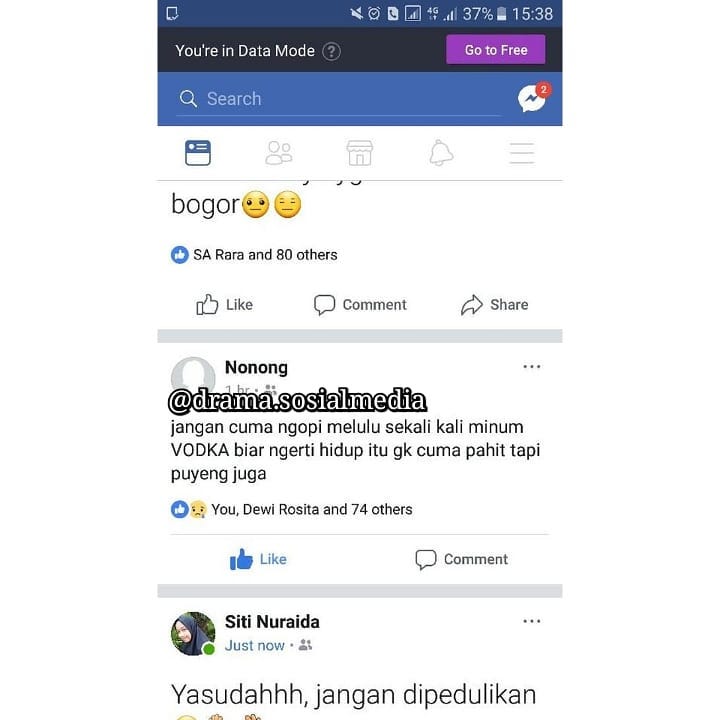 4G 37% 15:38
You're in Data Mode ?
Go to Free
Search
2
bogor😐😑
SA Rara and 80 others
Like Comment Share
Nonong
1 hr
@drama.sosialmedia
jangan cuma ngopi melulu sekali kali minum
VODKA biar ngerti hidup itu gk cuma pahit tapi
puyeng juga
You, Dewi Rosita and 74 others
Like Comment
Siti Nuraida
Just now
Yasudahhh, jangan dipedulikan